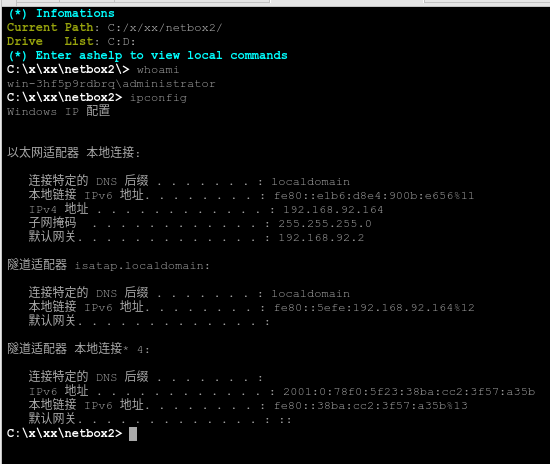 (*) Infomations
Current Path: C:/x/xx/netbox2/
Drive   List: C:D:
(*) Enter ashelp to view local commands
C:\x\xx\netbox2\> whoami
win-3hf5p9rdbrq\administrator
C:\x\xx\netbox2> ipconfig
Windows IP 配置
以太网适配器 本地连接:
连接特定的 DNS 后缀 . . . . . . . : localdomain
本地链接 IPv6 地址. . . . . . . . : fe80::e1b6:d8e4:900b:e656%11
IPv4 地址 . . . . . . . . . . . . : 192.168.92.164
子网掩码  . . . . . . . . . . . . : 255.255.255.0
默认网关. . . . . . . . . . . . . : 192.168.92.2
隧道适配器 isatap.localdomain:
连接特定的 DNS 后缀 . . . . . . . : localdomain
本地链接 IPv6 地址. . . . . . . . : fe80::5efe:192.168.92.164%12
默认网关. . . . . . . . . . . . . :
隧道适配器 本地连接* 4:
连接特定的 DNS 后缀 . . . . . . . :
IPv6 地址 . . . . . . . . . . . . : 2001:0:78f0:5f23:38ba:cc2:3f57:a35b
本地链接 IPv6 地址. . . . . . . . : fe80::38ba:cc2:3f57:a35b%13
默认网关. . . . . . . . . . . . . : ::
C:\x\xx\netbox2>